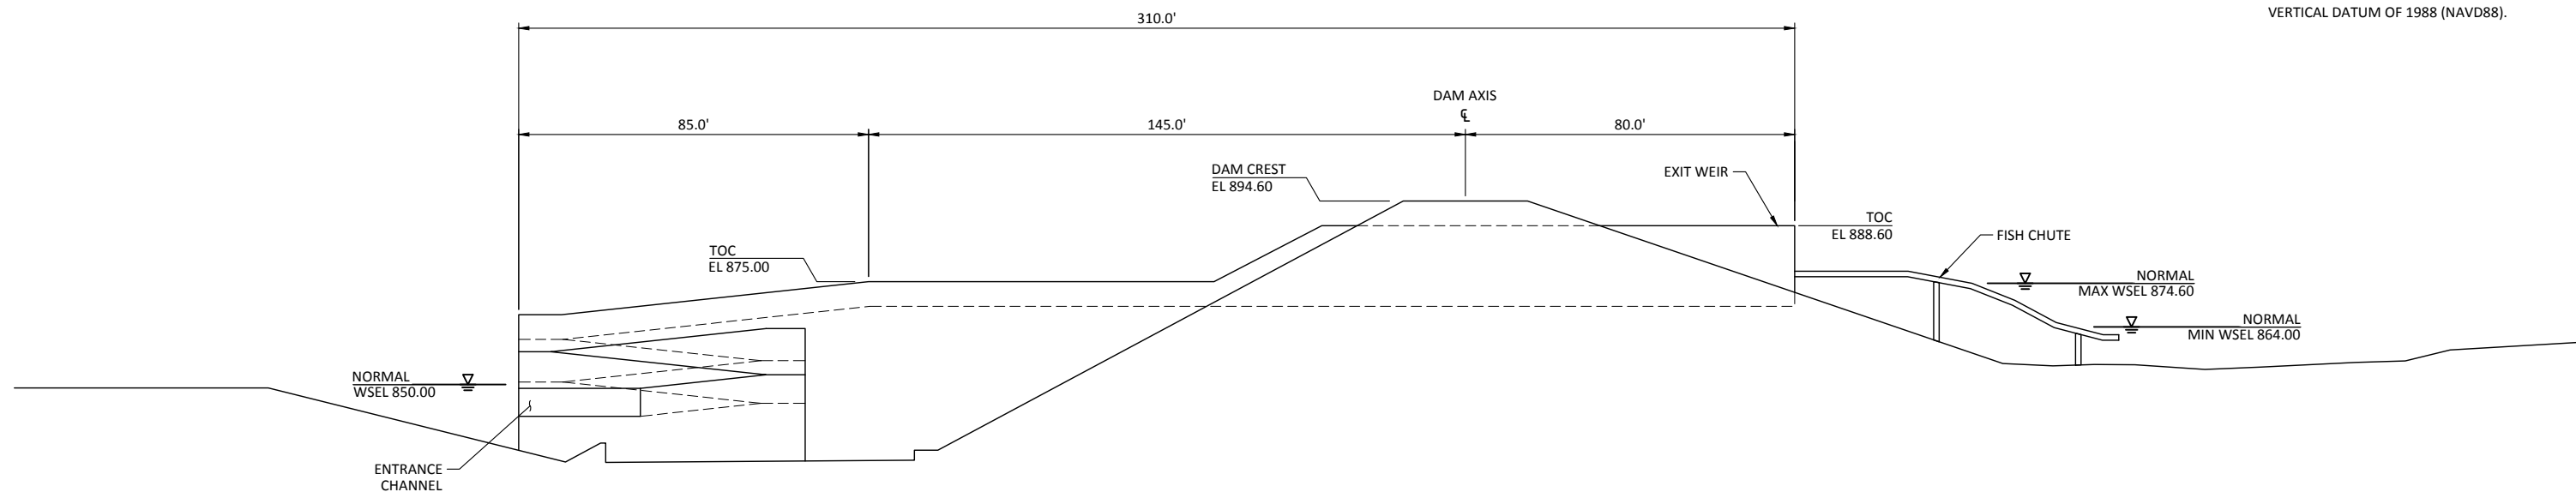 VERTICAL DATUM OF 1988 (NAVD88).
310.0'
DAM AXIS
℄
85.0'
145.0'
80.0'
DAM CREST
EL 894.60
EXIT WEIR
TOC
EL 888.60
FISH CHUTE
TOC
EL 875.00
NORMAL
MAX WSEL 874.60
NORMAL
MIN WSEL 864.00
NORMAL
WSEL 850.00
ENTRANCE
CHANNEL